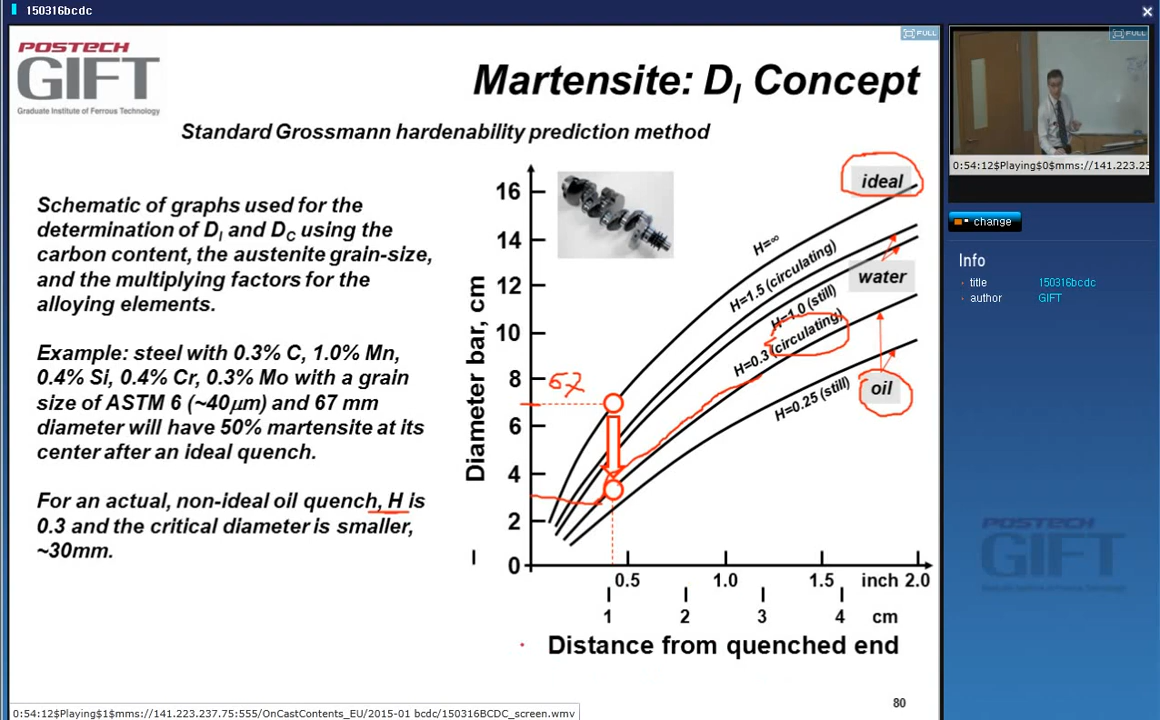 150316bcdc
POSTECH
GIFT
Graduate Institute of Ferrous Technology
FULL
Martensite: DI Concept
Standard Grossmann hardenability prediction method
Schematic of graphs used for the
determination of DI and DC using the
carbon content, the austenite grain-size,
and the multiplying factors for the
alloying elements.
Example: steel with 0.3% C, 1.0% Mn,
0.4% Si, 0.4% Cr, 0.3% Mo with a grain
size of ASTM 6 (~40μm) and 67 mm
diameter will have 50% martensite at its
center after an ideal quench.
For an actual, non-ideal oil quench, H is
0.3 and the critical diameter is smaller,
~30mm.
Diameter bar, cm
16
14
12
10
8
6
4
2
0
67
ideal
H=∞
H=1.5 (circulating)
water
H=1.0 (still)
H=0.3 (circulating)
oil
H=0.25 (still)
0.5 1.0 1.5 inch 2.0
1 2 3 4 cm
Distance from quenched end
80
0:54:12$Playing$1$mms://141.223.237.75:555/OnCastContents_EU/2015-01 bcdc/150316BCDC_screen.wmv
FULL
0:54:12$Playing$0$mms://141.223.23
change
Info
title 150316bcdc
author GIFT
POSTECH
GIFT